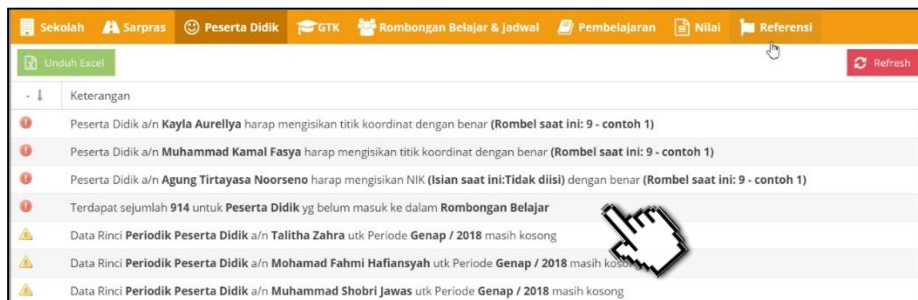 Sekolah Sarpras Peserta Didik GTK Rombongan Belajar & Jadwal Pembelajaran Nilai Referensi
Unduh Excel Refresh
Keterangan
Peserta Didik a/n Kayla Aurellya harap mengisikan titik koordinat dengan benar (Rombel saat ini: 9 - contoh 1)
Peserta Didik a/n Muhammad Kamal Fasya harap mengisikan titik koordinat dengan benar (Rombel saat ini: 9 - contoh 1)
Peserta Didik a/n Agung Tirtayasa Noorseno harap mengisikan NIK (Isian saat ini:Tidak diisi) dengan benar (Rombel saat ini: 9 - contoh 1)
Terdapat sejumlah 914 untuk Peserta Didik yg belum masuk ke dalam Rombongan Belajar
Data Rinci Periodik Peserta Didik a/n Talitha Zahra utk Periode Genap / 2018 masih kosong
Data Rinci Periodik Peserta Didik a/n Mohamad Fahmi Hafiansyah utk Periode Genap / 2018 masih kosong
Data Rinci Periodik Peserta Didik a/n Muhammad Shobri Jawas utk Periode Genap / 2018 masih kosong